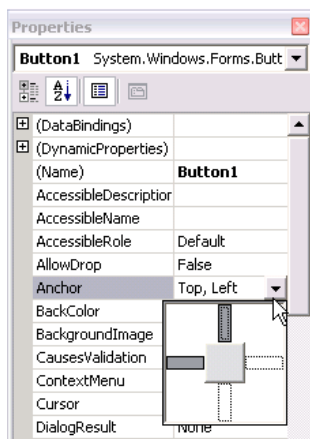 Properties
Button1 System.Windows.Forms.Butt
(DataBindings)
(DynamicProperties)
(Name) Button1
AccessibleDescription
AccessibleName
AccessibleRole Default
AllowDrop False
Anchor Top, Left
BackColor
BackgroundImage
CausesValidation
ContextMenu
Cursor
DialogResult None